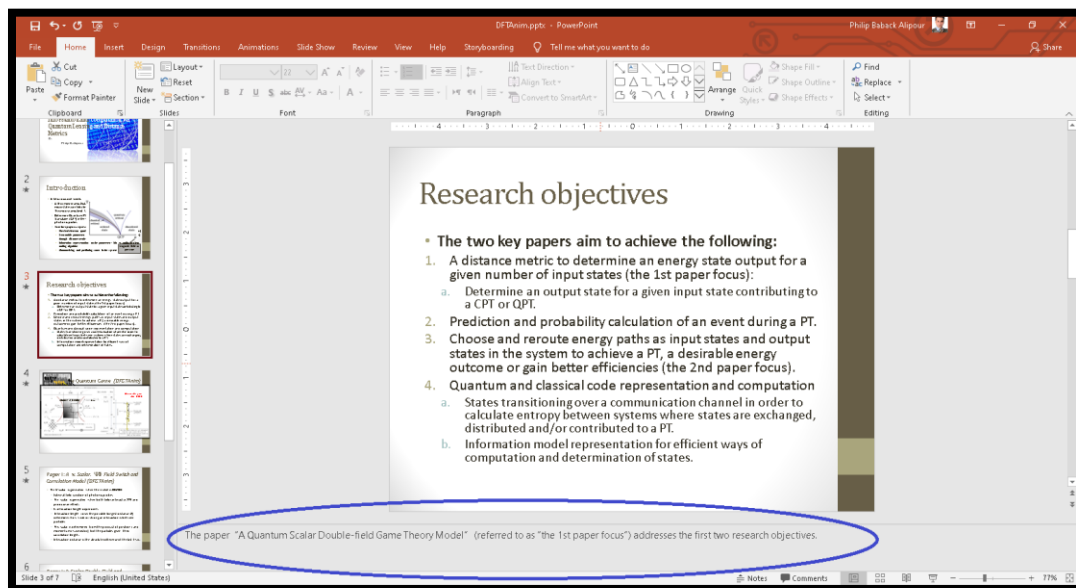 DFTAnim.pptx - PowerPoint
Philip Baback Alipour
File Home Insert Design Transitions Animations Slide Show Review View Help Storyboarding Tell me what you want to do
Share
Paste
Cut
Copy
Format Painter
Clipboard
New
Slide
Layout
Reset
Section
Slides
22
Font
Text Direction
Align Text
Convert to SmartArt
Paragraph
Arrange
Quick
Styles
Shape Fill
Shape Outline
Shape Effects
Drawing
Find
Replace
Select
Editing
2
Introduction
3
Research objectives
4
Quantum Game (DFCTAnim)
5
6
Research objectives
• The two key papers aim to achieve the following:
1. A distance metric to determine an energy state output for a
given number of input states (the 1st paper focus):
a. Determine an output state for a given input state contributing to
a CPT or QPT.
2. Prediction and probability calculation of an event during a PT.
3. Choose and reroute energy paths as input states and output
states in the system to achieve a PT, a desirable energy
outcome or gain better efficiencies (the 2nd paper focus).
4. Quantum and classical code representation and computation
a. States transitioning over a communication channel in order to
calculate entropy between systems where states are exchanged,
distributed and/or contributed to a PT.
b. Information model representation for efficient ways of
computation and determination of states.
The paper "A Quantum Scalar Double-field Game Theory Model" (referred to as "the 1st paper focus") addresses the first two research objectives.
Slide 3 of 7 English (United States) Notes Comments 77%